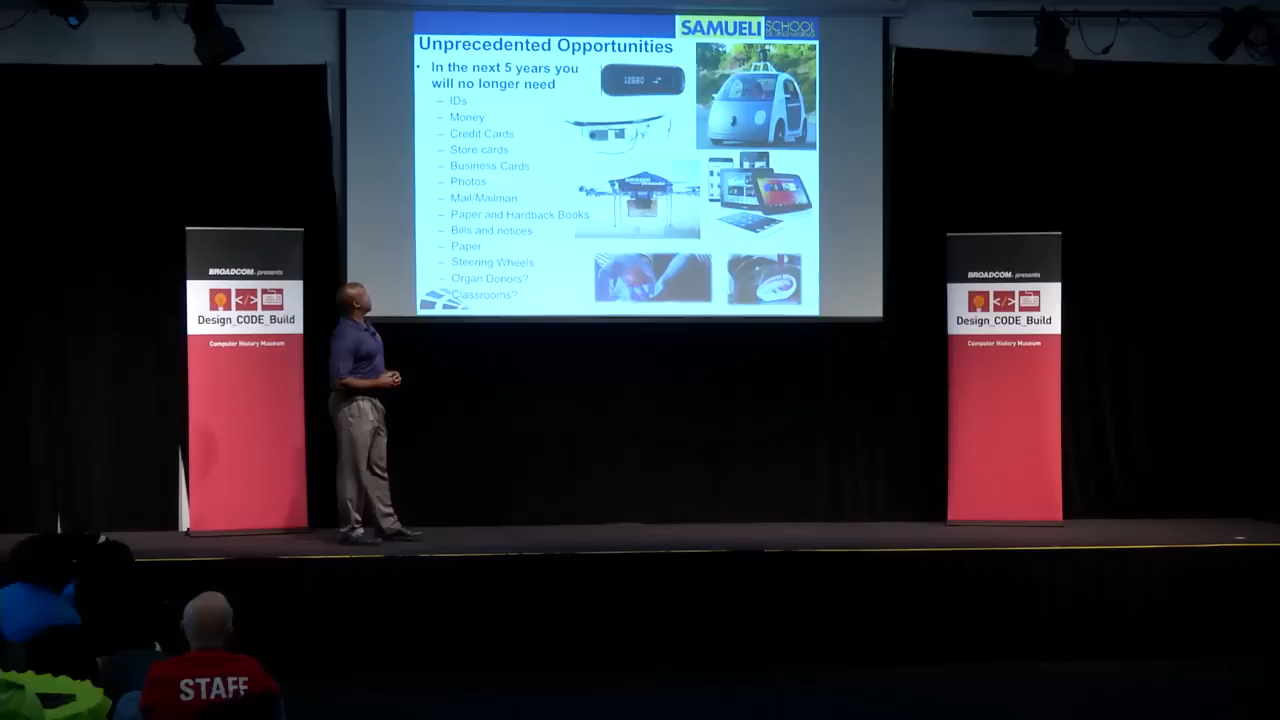 SAMUELI SCHOOL
OF ENGINEERING
Unprecedented Opportunities
• In the next 5 years you
will no longer need
– IDs
– Money
– Credit Cards
– Store cards
– Business Cards
– Photos
– Mail/Mailman
– Paper and Hardback Books
– Bills and notices
– Paper
– Steering Wheels
– Organ Donors?
Classrooms?
BROADCOM. presents
</>
Design_CODE_Build
Computer History Museum
BROADCOM. presents
</>
Design_CODE_Build
Computer History Museum
STAFF